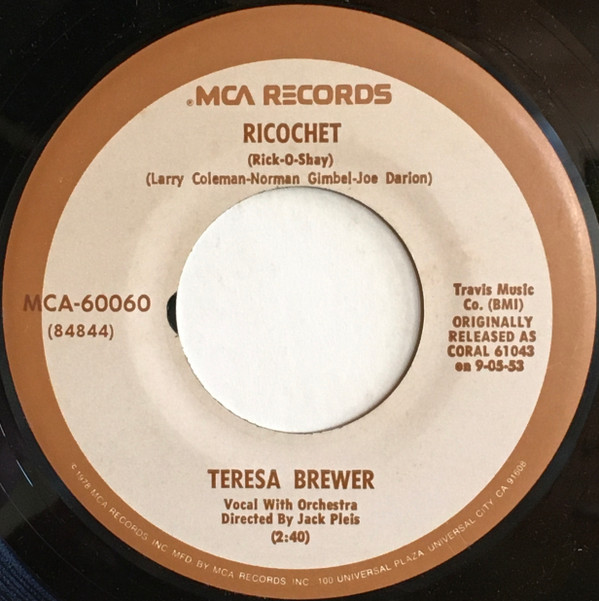 ®MCA RECORDS
RICOCHET
(Rick-O-Shay)
(Larry Coleman-Norman Gimbel-Joe Darion)
MCA-60060
(84844)
Travis Music
Co. (BMI)
ORIGINALLY
RELEASED AS
CORAL 61043
on 9-05-53
TERESA BREWER
Vocal With Orchestra
Directed By Jack Pleis
(2:40)
© 1978 MCA RECORDS, INC. MFD. BY MCA RECORDS, INC. 100 UNIVERSAL PLAZA, UNIVERSAL CITY, CA 91608